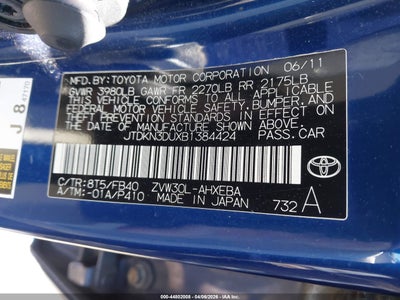 MFD. BY: TOYOTA MOTOR CORPORATION 06/11
GVWR 3980LB GAWR FR 2270LB RR 2175LB
THIS VEHICLE CONFORMS TO ALL APPLICABLE
FEDERAL MOTOR VEHICLE SAFETY, BUMPER, AND
THEFT PREVENTION STANDARDS IN EFFECT ON
THE DATE OF MANUFACTURE SHOWN ABOVE.
JTDKN3DUXB1384424 PASS-CAR
C/TR: 8T5/FB40 ZVW30L-AHXEBA
A/TM: -01A/P410 MADE IN JAPAN 732 A
TOYOTA
J 8
000-44802008 - 04/09/2026 - IAA